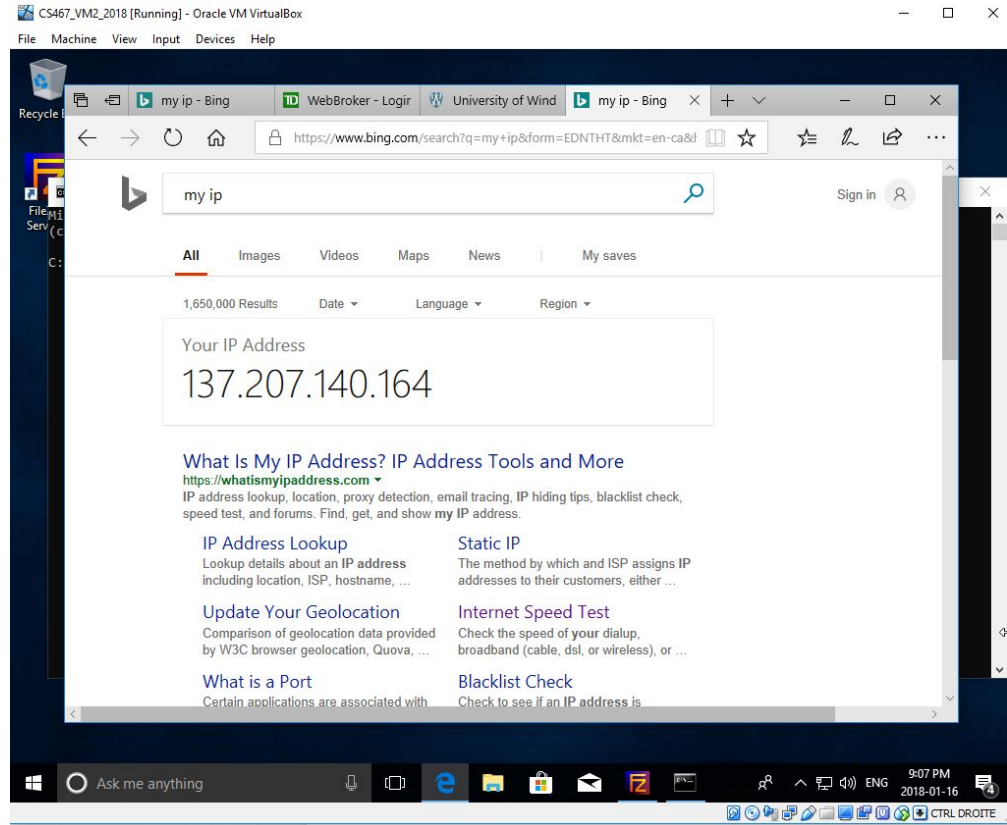 CS467_VM2_2018 [Running] - Oracle VM VirtualBox
File Machine View Input Devices Help
Recycle
my ip - Bing
WebBroker - Logir
University of Wind
my ip - Bing
https://www.bing.com/search?q=my+ip&form=EDNTHT&mkt=en-ca&
my ip
Sign in
File
Serv
Mi
(c
C:
All Images Videos Maps News My saves
1,650,000 Results Date Language Region
Your IP Address
137.207.140.164
What Is My IP Address? IP Address Tools and More
https://whatismyipaddress.com
IP address lookup, location, proxy detection, email tracing, IP hiding tips, blacklist check,
speed test, and forums. Find, get, and show my IP address.
IP Address Lookup
Lookup details about an IP address
including location, ISP, hostname, ...
Static IP
The method by which and ISP assigns IP
addresses to their customers, either ...
Update Your Geolocation
Comparison of geolocation data provided
by W3C browser geolocation, Quova, ...
Internet Speed Test
Check the speed of your dialup,
broadband (cable, dsl, or wireless), or ...
What is a Port
Certain applications are associated with
Blacklist Check
Check to see if an IP address is
Ask me anything
ENG
9:07 PM
2018-01-16
4
CTRL DROITE